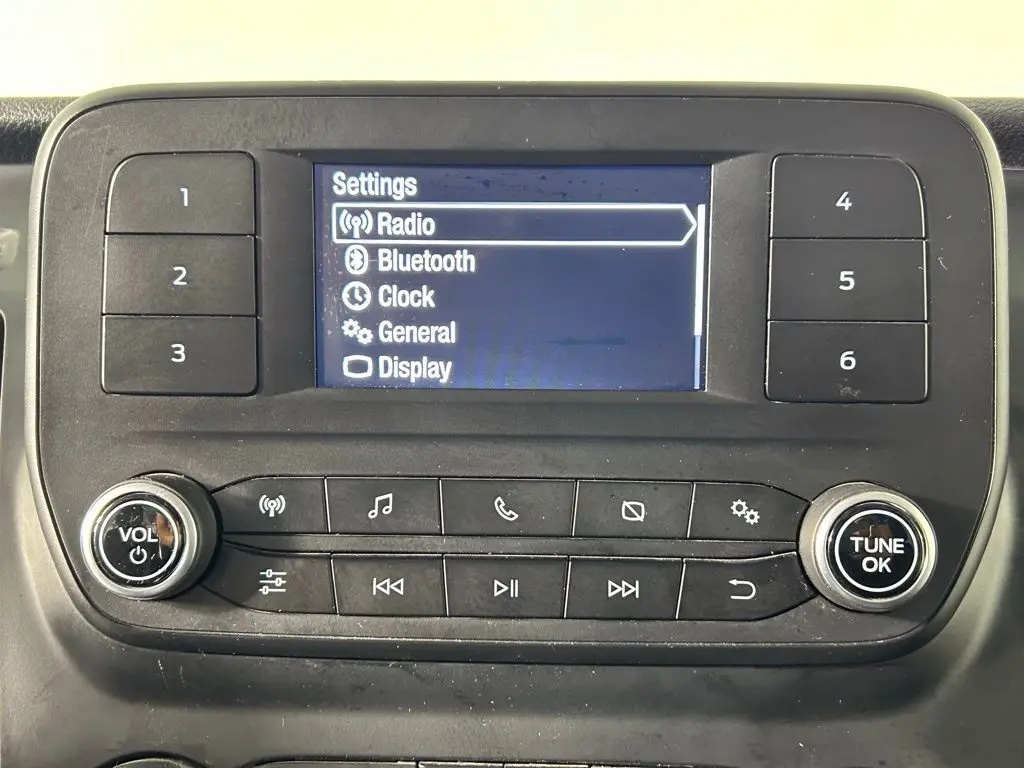 Settings
Radio
Bluetooth
Clock
General
Display
1
2
3
4
5
6
VOL
TUNE
OK